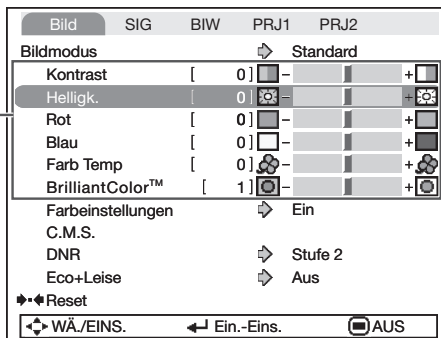 Bild SIG BIW PRJ1 PRJ2
Bildmodus Standard
Kontrast [ 0] - +
Helligk. [ 0] - +
Rot [ 0] - +
Blau [ 0] - +
Farb Temp [ 0] - +
BrilliantColor™ [ 1] - +
Farbeinstellungen Ein
C.M.S.
DNR Stufe 2
Eco+Leise Aus
Reset
WÄ./EINS. Ein.-Eins. AUS